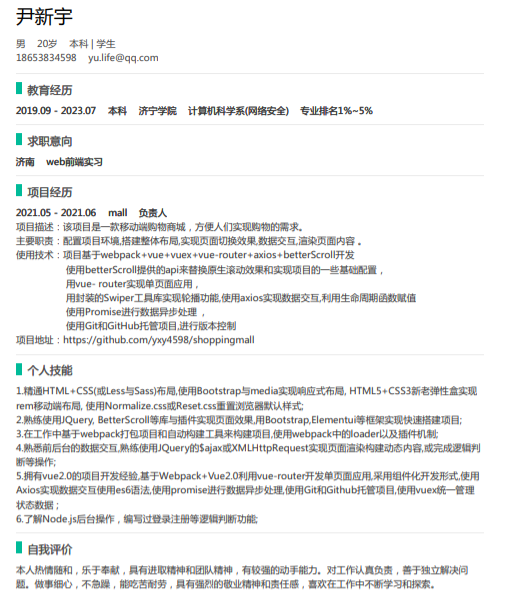 尹新宇
男 20岁 本科 | 学生
18653834598 yu.life@qq.com
教育经历
2019.09 - 2023.07 本科 济宁学院 计算机科学系(网络安全) 专业排名1%~5%
求职意向
济南 web前端实习
项目经历
2021.05 - 2021.06 mall 负责人
项目描述：该项目是一款移动端购物商城，方便人们实现购物的需求。
主要职责：配置项目环境,搭建整体布局,实现页面切换效果,数据交互,渲染页面内容 。
使用技术：项目基于webpack+vue+vuex+vue-router+axios+betterScroll开发
使用betterScroll提供的api来替换原生滚动效果和实现项目的一些基础配置，
用vue- router实现单页面应用，
用封装的Swiper工具库实现轮播功能,使用axios实现数据交互,利用生命周期函数赋值
使用Promise进行数据异步处理 ，
使用Git和GitHub托管项目,进行版本控制
项目地址：https://github.com/yxy4598/shoppingmall
个人技能
1.精通HTML+CSS(或Less与Sass)布局,使用Bootstrap与media实现响应式布局, HTML5+CSS3新老弹性盒实现
rem移动端布局, 使用Normalize.css或Reset.css重置浏览器默认样式;
2.熟练使用JQuery, BetterScroll等库与插件实现页面效果,用Bootstrap,Elementui等框架实现快速搭建项目;
3.在工作中基于webpack打包项目和自动构建工具来构建项目,使用webpack中的loader以及插件机制;
4.熟悉前后台的数据交互,熟练使用JQuery的$ajax或XMLHttpRequest实现页面渲染构建动态内容,或完成逻辑判
断等操作;
5.拥有vue2.0的项目开发经验,基于Webpack+Vue2.0利用vue-router开发单页面应用,采用组件化开发形式,使用
Axios实现数据交互使用es6语法,使用promise进行数据异步处理,使用Git和Github托管项目,使用vuex统一管理
状态数据；
6.了解Node.js后台操作，编写过登录注册等逻辑判断功能;
自我评价
本人热情随和，乐于奉献，具有进取精神和团队精神，有较强的动手能力。对工作认真负责，善于独立解决问
题。做事细心，不急躁，能吃苦耐劳，具有强烈的敬业精神和责任感，喜欢在工作中不断学习和探索。